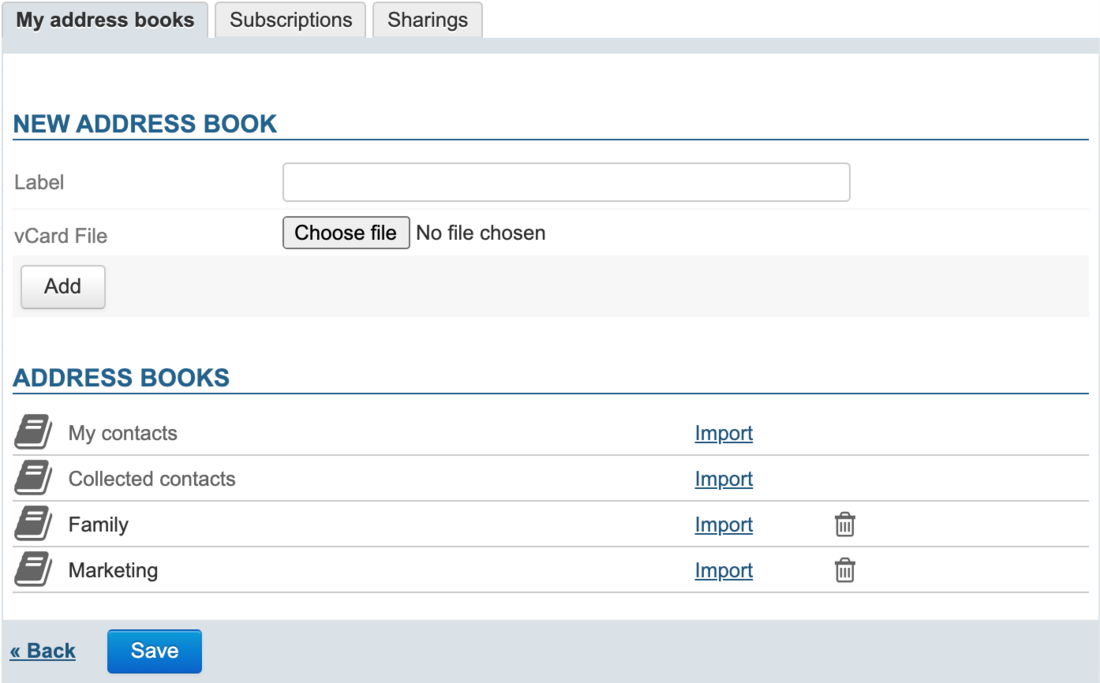 My address books Subscriptions Sharings
NEW ADDRESS BOOK
Label
vCard File Choose file No file chosen
Add
ADDRESS BOOKS
My contacts Import
Collected contacts Import
Family Import
Marketing Import
« Back Save